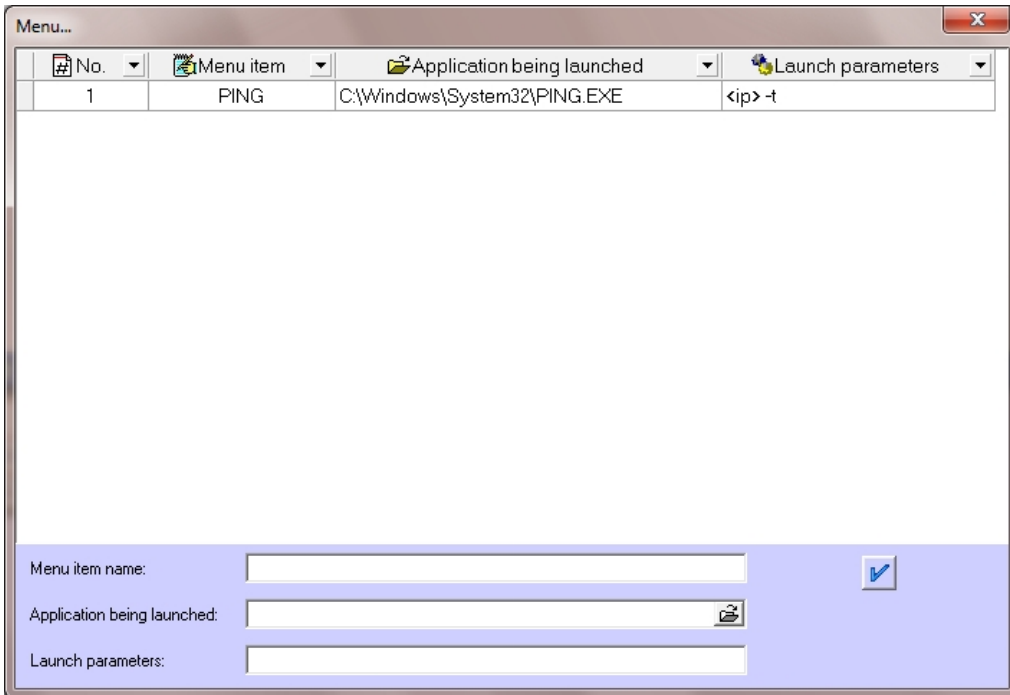 Menu...
No. Menu item Application being launched Launch parameters
1 PING C:\Windows\System32\PING.EXE <ip> -t
Menu item name:
Application being launched:
Launch parameters: